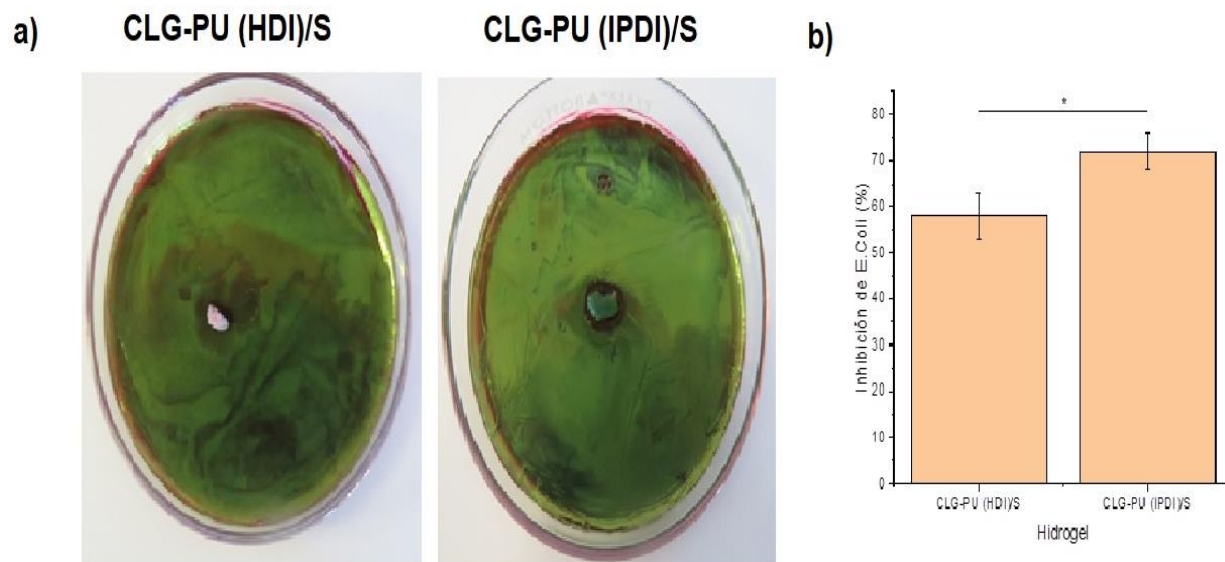 a)
CLG-PU (HDI)/S
CLG-PU (IPDI)/S
b)
*
Inhibición de E.Coli (%)
80
70
60
50
40
30
20
10
0
CLG-PU (HDI)/S
CLG-PU (IPDI)/S
Hidrogel